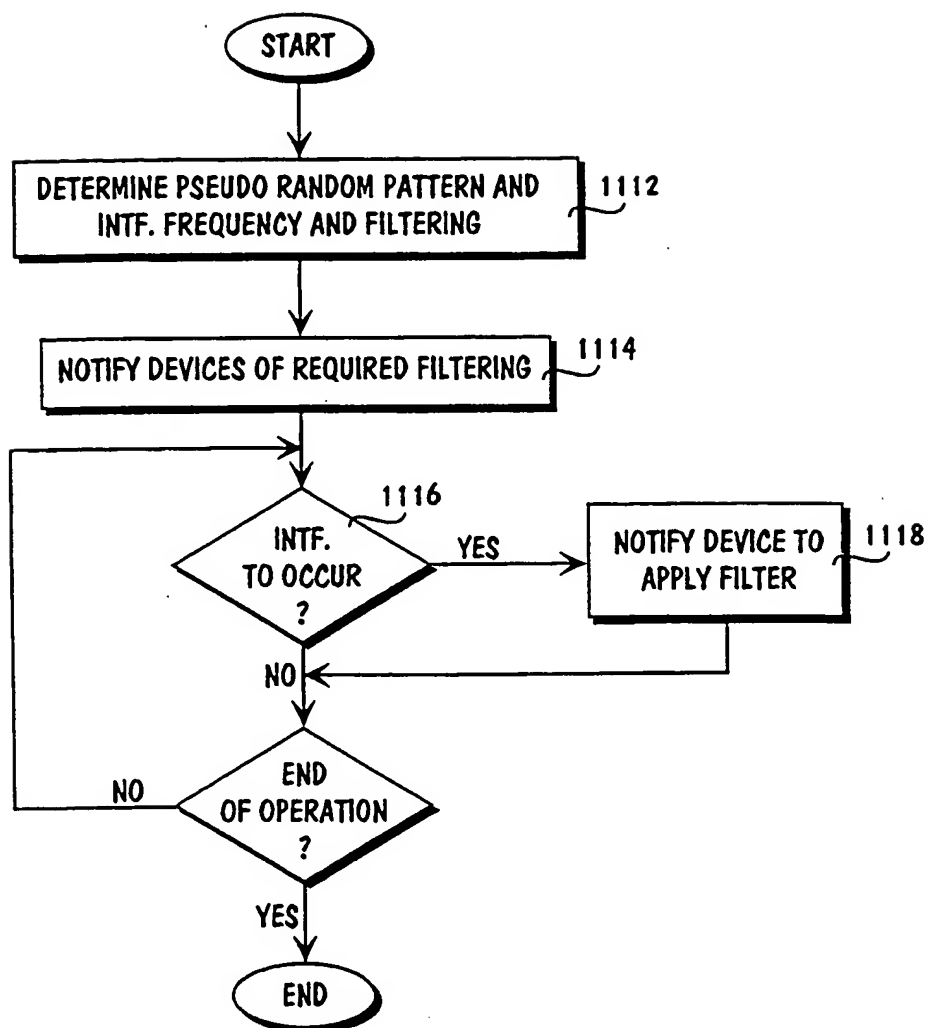 START
DETERMINE PSEUDO RANDOM PATTERN AND
INTF. FREQUENCY AND FILTERING
1112
NOTIFY DEVICES OF REQUIRED FILTERING
1114
INTF.
TO OCCUR
?
1116
YES
NOTIFY DEVICE TO
APPLY FILTER
1118
NO
END
OF OPERATION
?
NO
YES
END